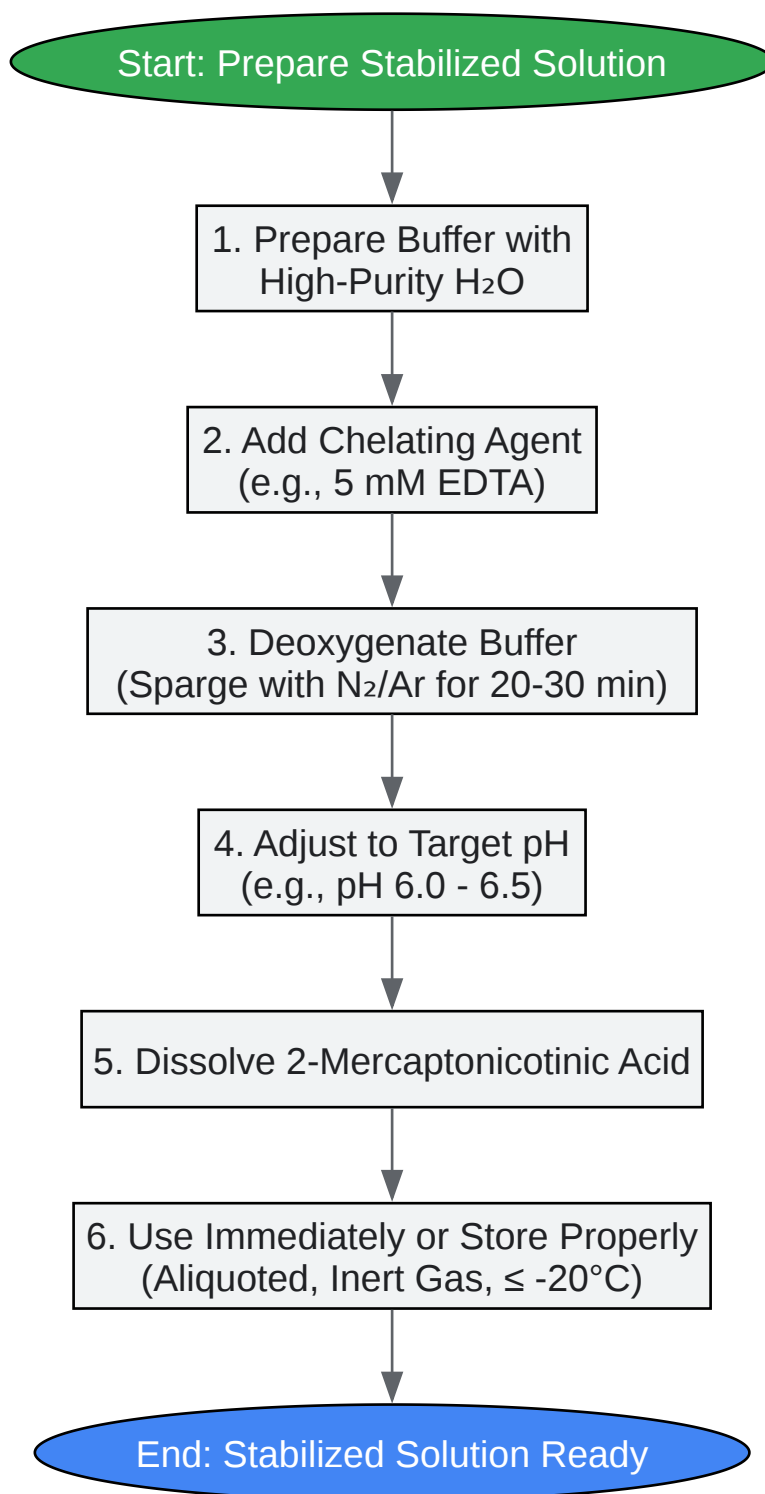 Start: Prepare Stabilized Solution
1. Prepare Buffer with
High-Purity H₂O
2. Add Chelating Agent
(e.g., 5 mM EDTA)
3. Deoxygenate Buffer
(Sparge with N₂/Ar for 20-30 min)
4. Adjust to Target pH
(e.g., pH 6.0 - 6.5)
5. Dissolve 2-Mercaptonicotinic Acid
6. Use Immediately or Store Properly
(Aliquoted, Inert Gas, ≤ -20°C)
End: Stabilized Solution Ready